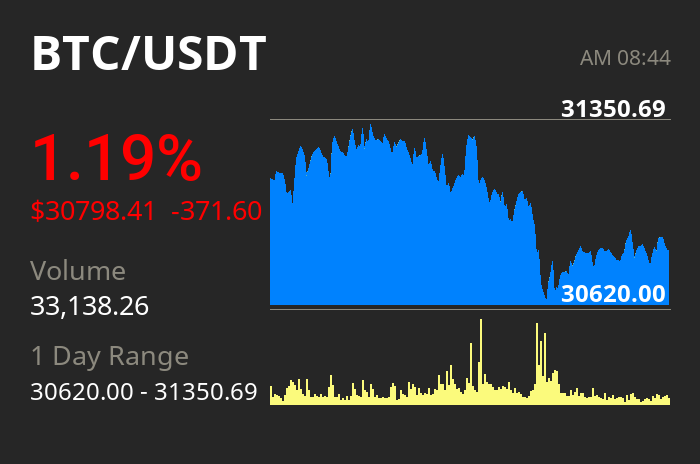 BTC/USDT
AM 08:44
31350.69
1.19%
$30798.41 -371.60
Volume
33,138.26
30620.00
1 Day Range
30620.00 - 31350.69